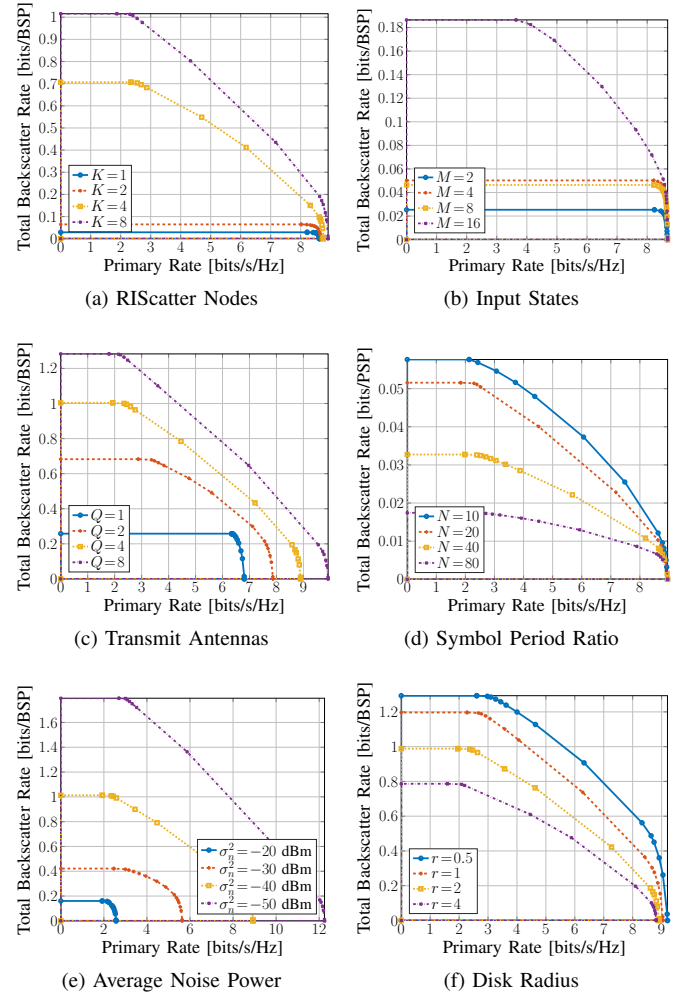 Total Backscatter Rate [bits/BSP]
1
0.9
0.8
0.7
0.6
0.5
0.4
0.3
0.2
0.1
0
K=1
K=2
K=4
K=8
0 1 2 3 4 5 6 7 8
Primary Rate [bits/s/Hz]
(a) RIScatter Nodes
Total Backscatter Rate [bits/BSP]
0.18
0.16
0.14
0.12
0.1
0.08
0.06
0.04
0.02
0
M=2
M=4
M=8
M=16
0 1 2 3 4 5 6 7 8
Primary Rate [bits/s/Hz]
(b) Input States
Total Backscatter Rate [bits/BSP]
1.2
1
0.8
0.6
0.4
0.2
0
Q=1
Q=2
Q=4
Q=8
0 1 2 3 4 5 6 7 8 9
Primary Rate [bits/s/Hz]
(c) Transmit Antennas
Total Backscatter Rate [bits/PSP]
0.05
0.04
0.03
0.02
0.01
0
N=10
N=20
N=40
N=80
0 1 2 3 4 5 6 7 8
Primary Rate [bits/s/Hz]
(d) Symbol Period Ratio
Total Backscatter Rate [bits/BSP]
1.6
1.4
1.2
1
0.8
0.6
0.4
0.2
0
σ_n^2=−20 dBm
σ_n^2=−30 dBm
σ_n^2=−40 dBm
σ_n^2=−50 dBm
0 2 4 6 8 10 12
Primary Rate [bits/s/Hz]
(e) Average Noise Power
Total Backscatter Rate [bits/BSP]
1.2
1
0.8
0.6
0.4
0.2
0
r=0.5
r=1
r=2
r=4
0 1 2 3 4 5 6 7 8 9
Primary Rate [bits/s/Hz]
(f) Disk Radius